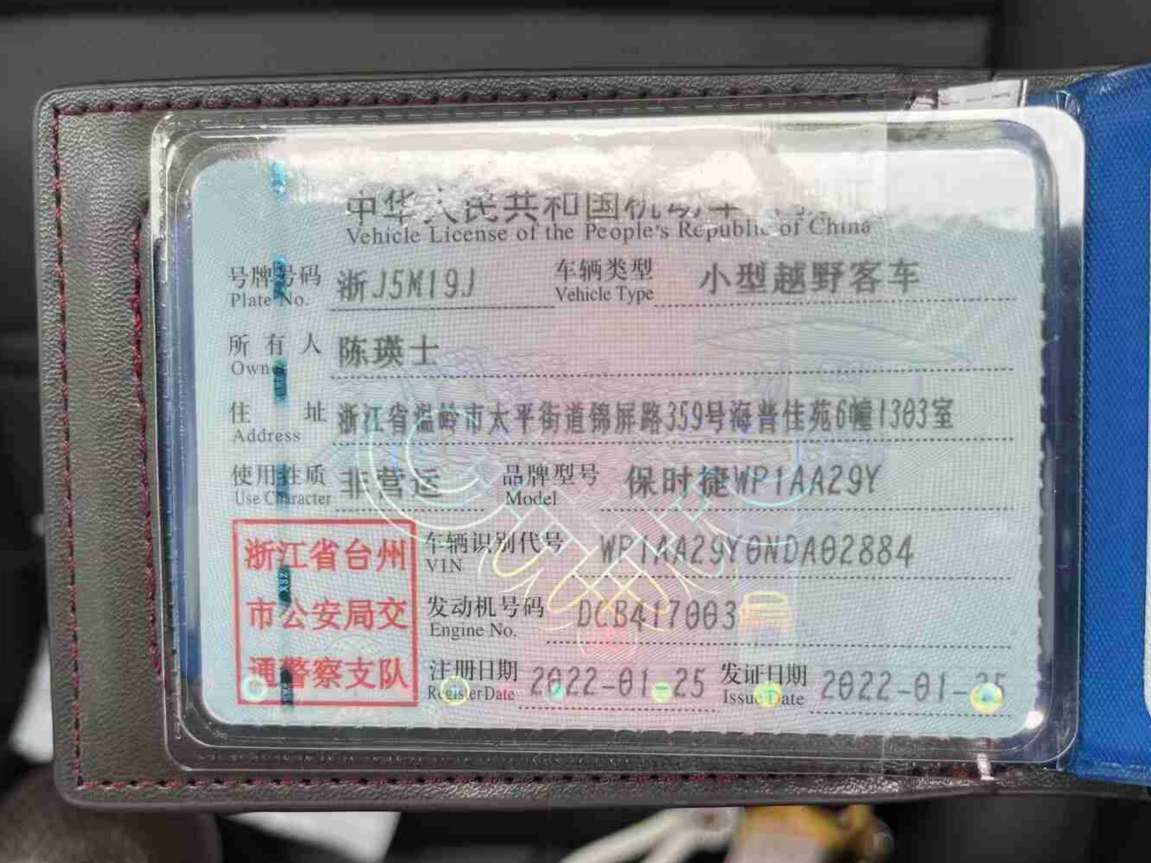 中华人民共和国机动车
Vehicle License of the People's Republic of China
号牌号码 浙J5M19J 车辆类型 小型越野客车
Plate No. Vehicle Type
所有人 陈瑛士
Owner
住址 浙江省温岭市太平街道锦屏路359号海普佳苑6幢1303室
Address
使用性质 非营运 品牌型号 保时捷WP1AA29Y
Use Character Model
浙江省台州
市公安局交
通警察支队
车辆识别代号 WP1AA29Y0NDA02884
VIN
发动机号码 DCB417003
Engine No.
注册日期 2022-01-25 发证日期 2022-01-25
Register Date Issue Date